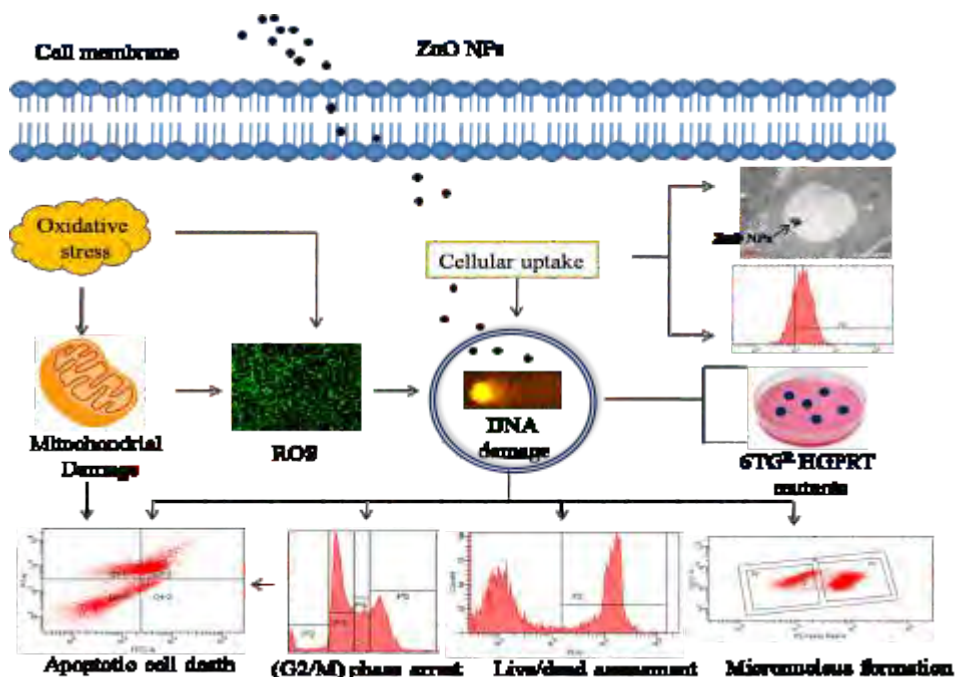 Cell membrane
ZnO NPs
Oxidative
stress
Cellular uptake
ZnO NPs
Mitochondrial
Damage
ROS
DNA
damage
6TGᴿ HGPRT
mutants
Apoptotic cell death
(G2/M) phase arrest
Live/dead assessment
Micronucleus formation